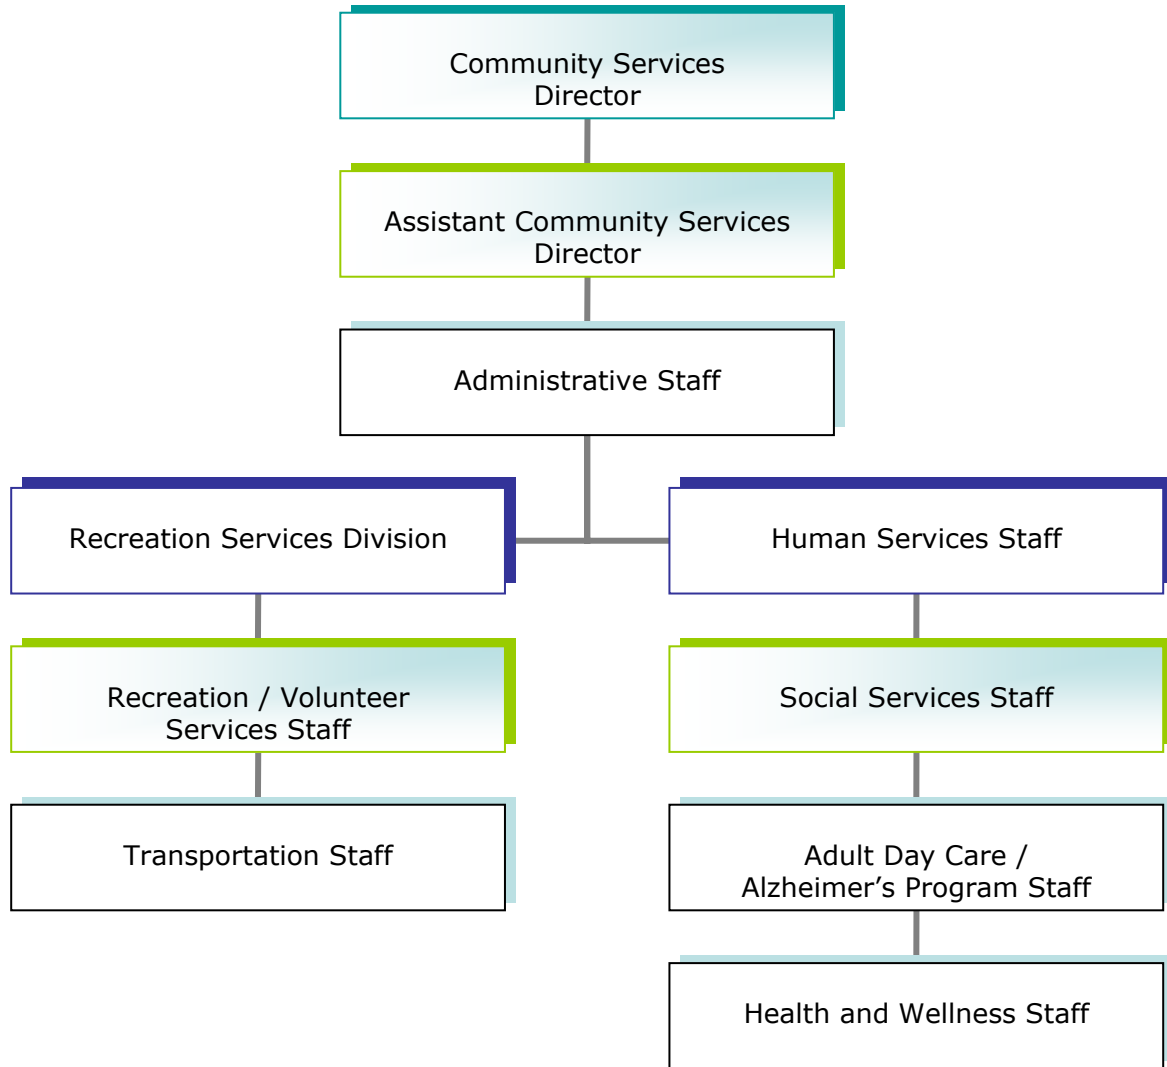 Community Services
Director
Assistant Community Services
Director
Administrative Staff
Recreation Services Division
Human Services Staff
Recreation / Volunteer
Services Staff
Social Services Staff
Transportation Staff
Adult Day Care /
Alzheimer’s Program Staff
Health and Wellness Staff